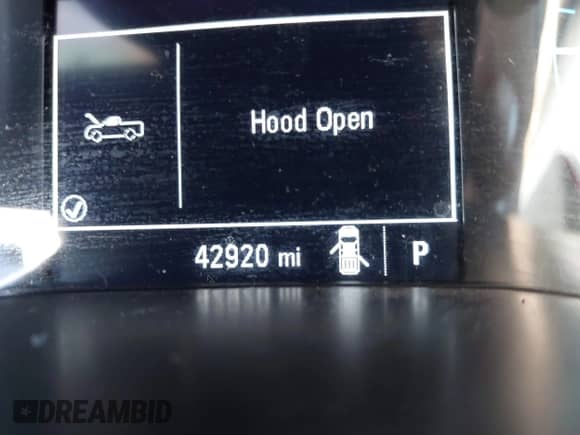 Hood Open
42920 mi
P
DREAMBID